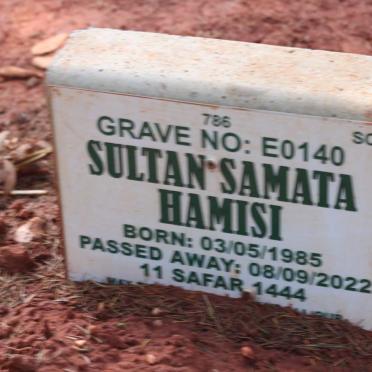 786
GRAVE NO: E0140
SULTAN SAMATA
HAMISI
BORN: 03/05/1985
PASSED AWAY: 08/09/2022
11 SAFAR 1444